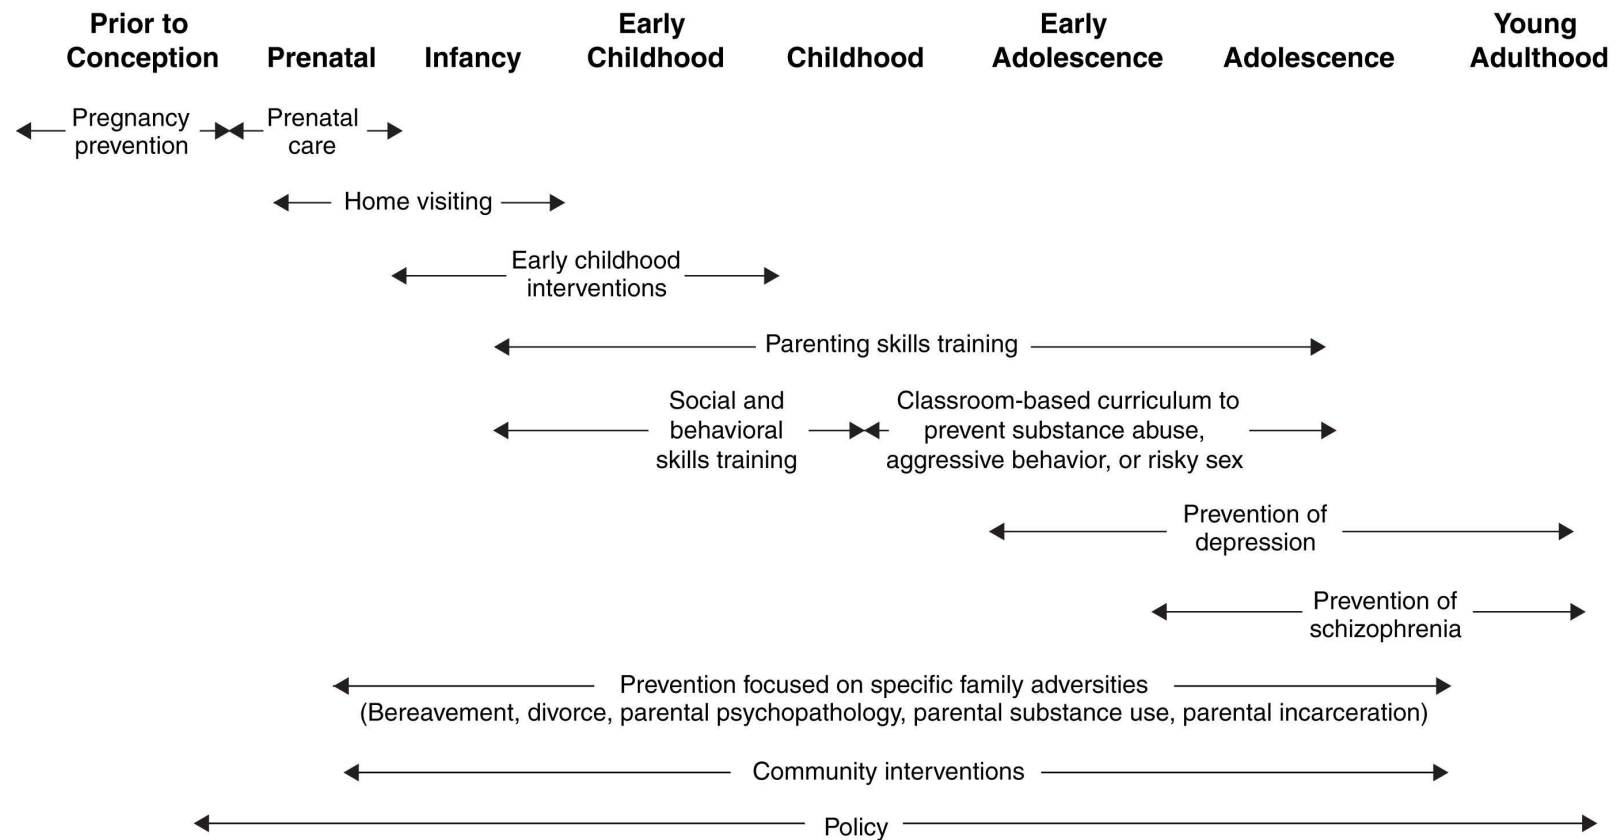 Prior to
Conception
Prenatal
Infancy
Early
Childhood
Childhood
Early
Adolescence
Adolescence
Young
Adulthood
Pregnancy
prevention
Prenatal
care
Home visiting
Early childhood
interventions
Parenting skills training
Social and
behavioral
skills training
Classroom-based curriculum to
prevent substance abuse,
aggressive behavior, or risky sex
Prevention of
depression
Prevention of
schizophrenia
Prevention focused on specific family adversities
(Bereavement, divorce, parental psychopathology, parental substance use, parental incarceration)
Community interventions
Policy